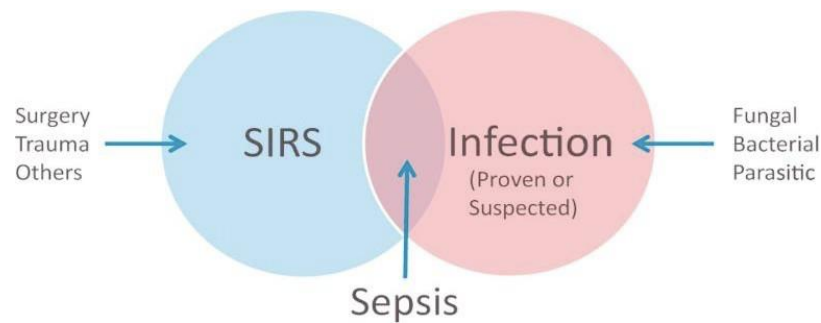 Surgery
Trauma
Others
SIRS
Infection
(Proven or
Suspected)
Fungal
Bacterial
Parasitic
Sepsis